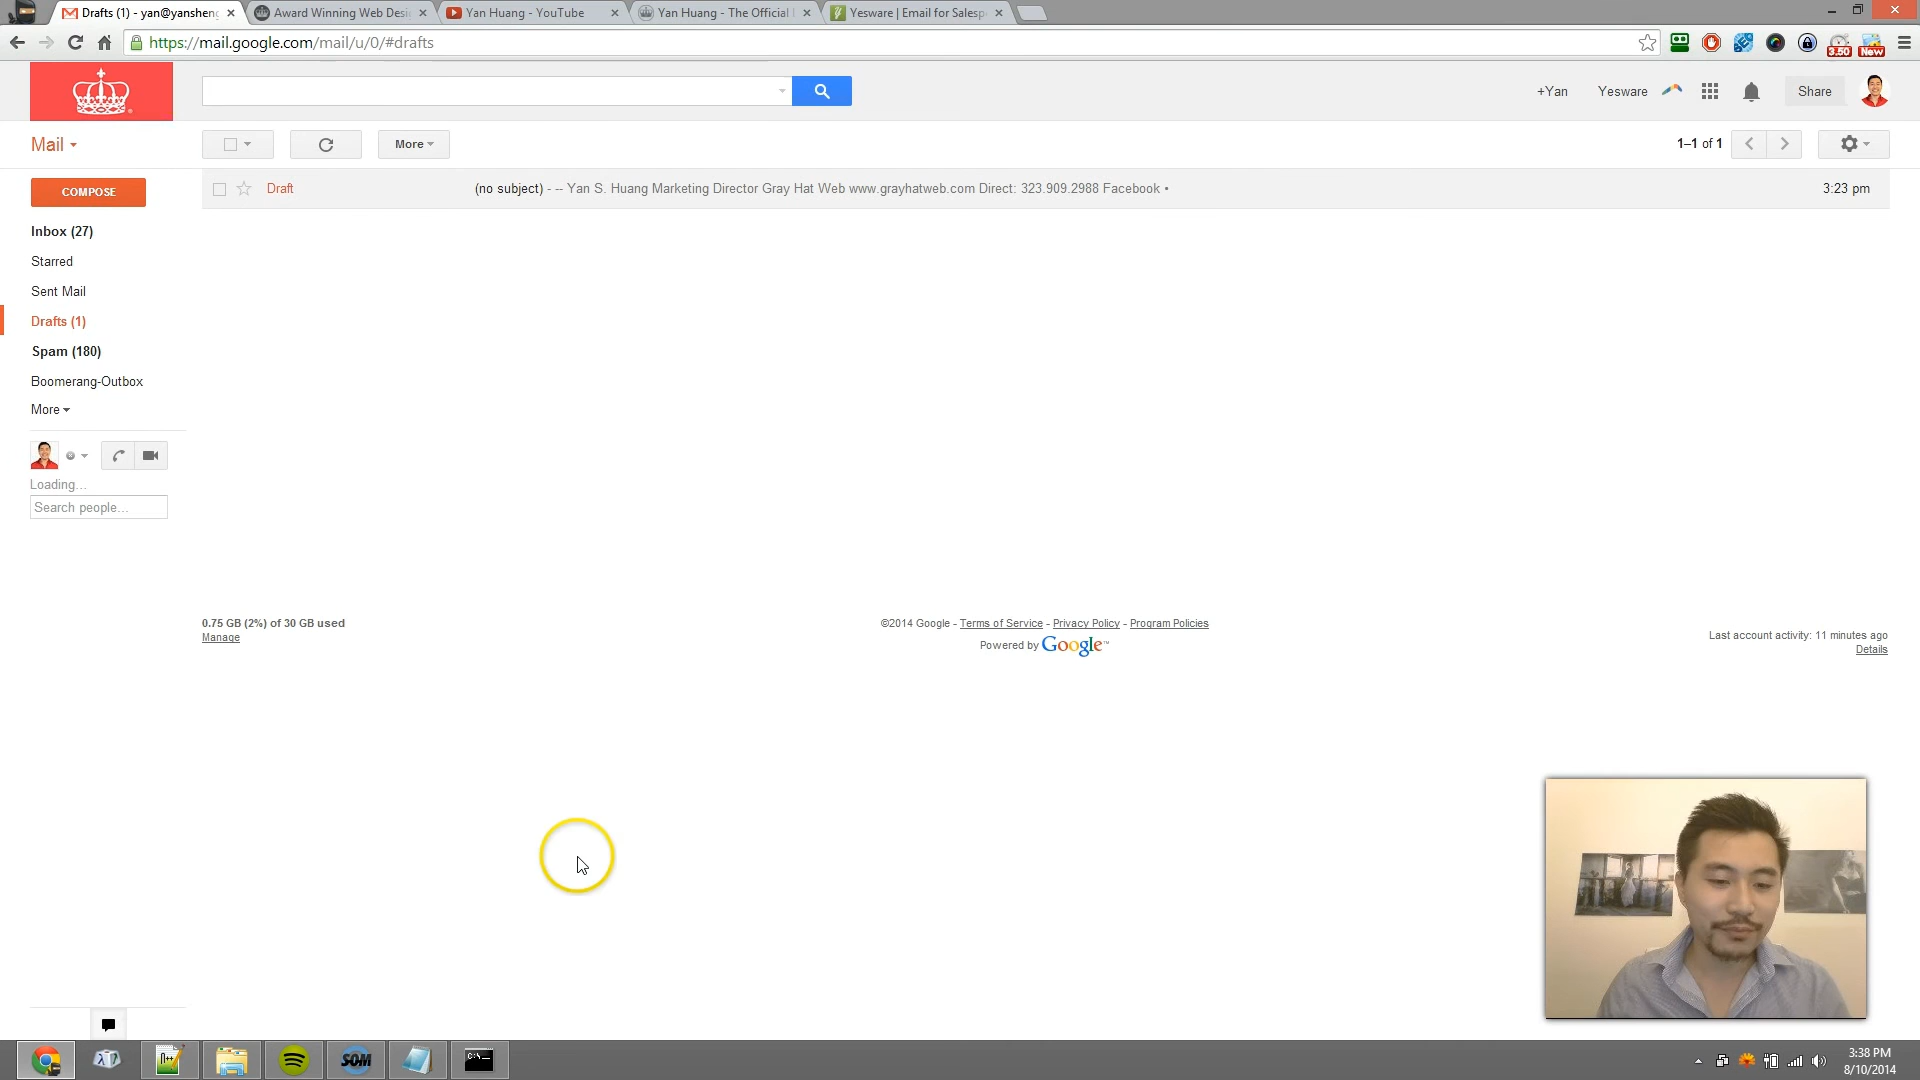 Drafts (1) - yan@yansheng
Award Winning Web Desi
Yan Huang - YouTube
Yan Huang - The Official
Yesware | Email for Salesp
https://mail.google.com/mail/u/0/#drafts
3.50
New
+Yan
Yesware
Share
Mail
More
1–1 of 1
COMPOSE
Draft
(no subject) - -- Yan S. Huang Marketing Director Gray Hat Web www.grayhatweb.com Direct: 323.909.2988 Facebook •
3:23 pm
Inbox (27)
Starred
Sent Mail
Drafts (1)
Spam (180)
Boomerang-Outbox
More
Loading...
Search people...
0.75 GB (2%) of 30 GB used
Manage
©2014 Google - Terms of Service - Privacy Policy - Program Policies
Powered by Google™
Last account activity: 11 minutes ago
Details
SOM
C:\.
3:38 PM
8/10/2014